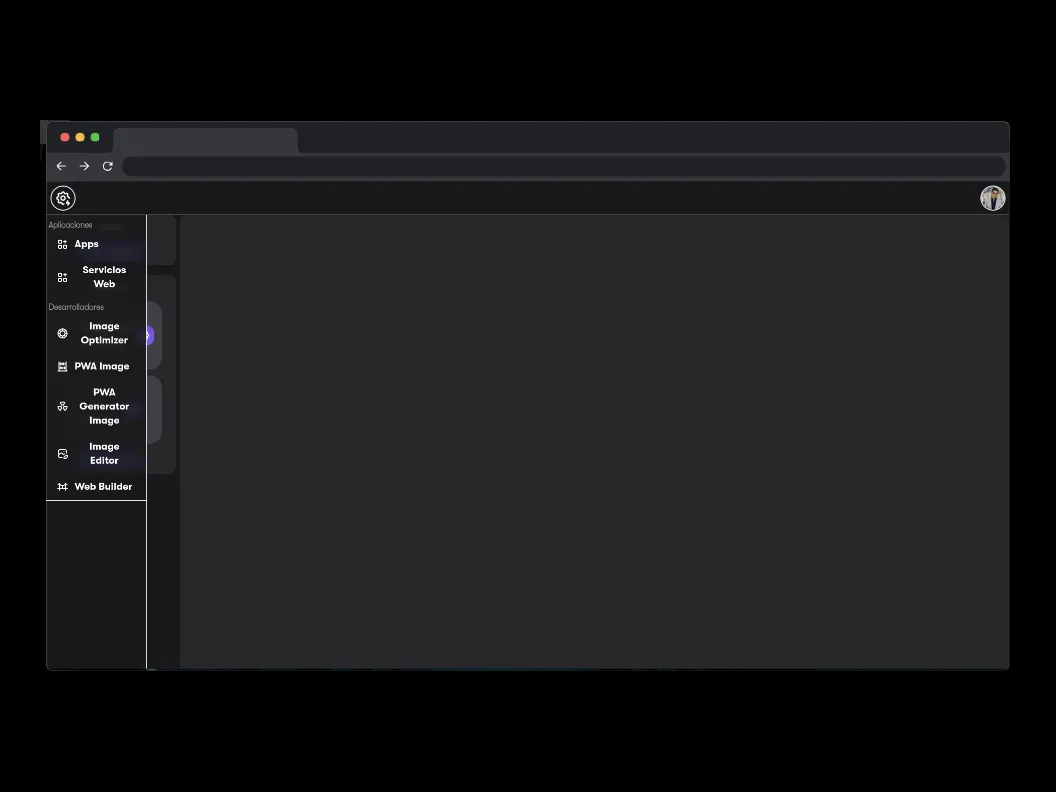 Aplicaciones
Apps
Servicios
Web
Desarrolladores
Image
Optimizer
PWA Image
PWA
Generator
Image
Image
Editor
Web Builder